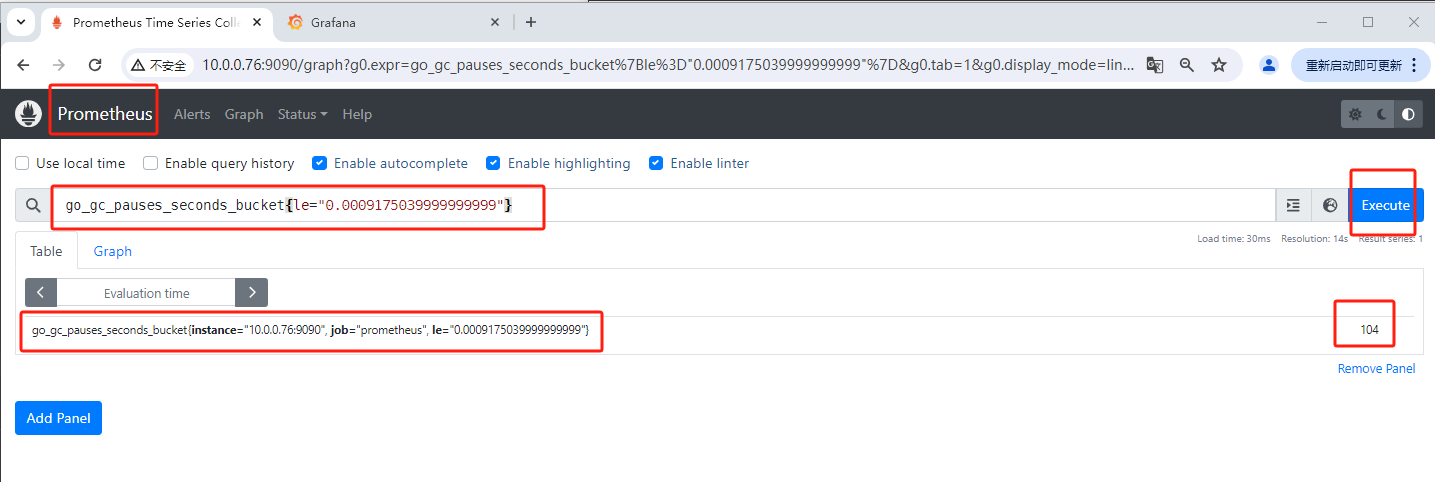 Prometheus Time Series Colle
Grafana
不安全 10.0.0.76:9090/graph?g0.expr=go_gc_pauses_seconds_bucket%7Ble%3D"0.0009175039999999999"%7D&g0.tab=1&g0.display_mode=lin... 重新启动即可更新
Prometheus Alerts Graph Status Help
Use local time Enable query history Enable autocomplete Enable highlighting Enable linter
go_gc_pauses_seconds_bucket{le="0.0009175039999999999"} Execute
Load time: 30ms Resolution: 14s Result series: 1
Table Graph
Evaluation time
go_gc_pauses_seconds_bucket{instance="10.0.0.76:9090", job="prometheus", le="0.0009175039999999999"} 104
Remove Panel
Add Panel